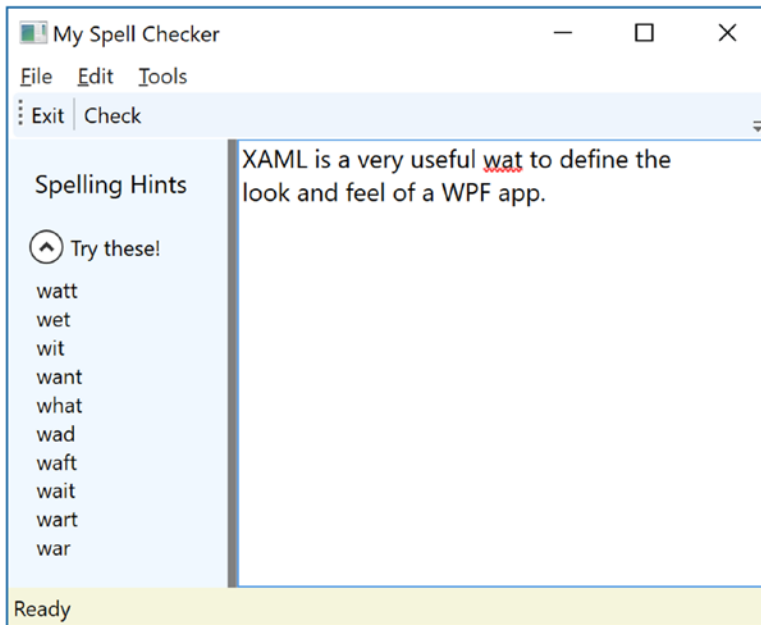 My Spell Checker
File Edit Tools
Exit Check
Spelling Hints
Try these!
watt
wet
wit
want
what
wad
waft
wait
wart
war
XAML is a very useful wat to define the
look and feel of a WPF app.
Ready